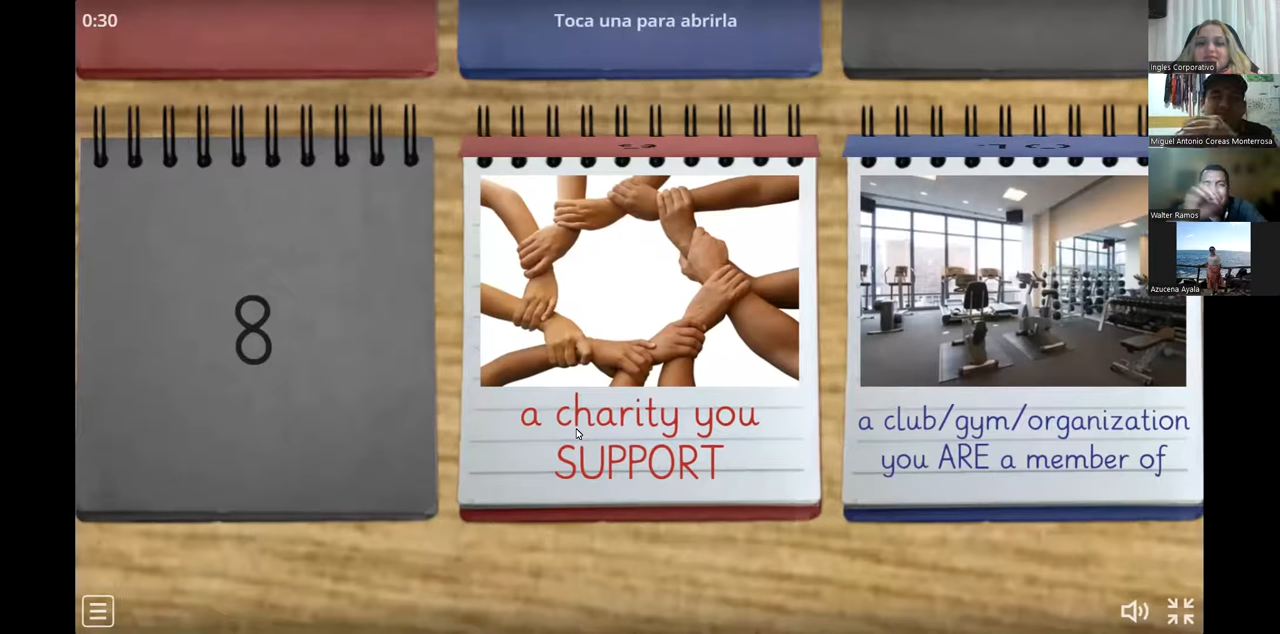 0:30
Toca una para abrirla
8
a charity you
SUPPORT
a club/gym/organization
you ARE a member of
Ingles Corporativo
Miguel Antonio Coreas Monterrosa
Walter Ramos
Azucena Ayala